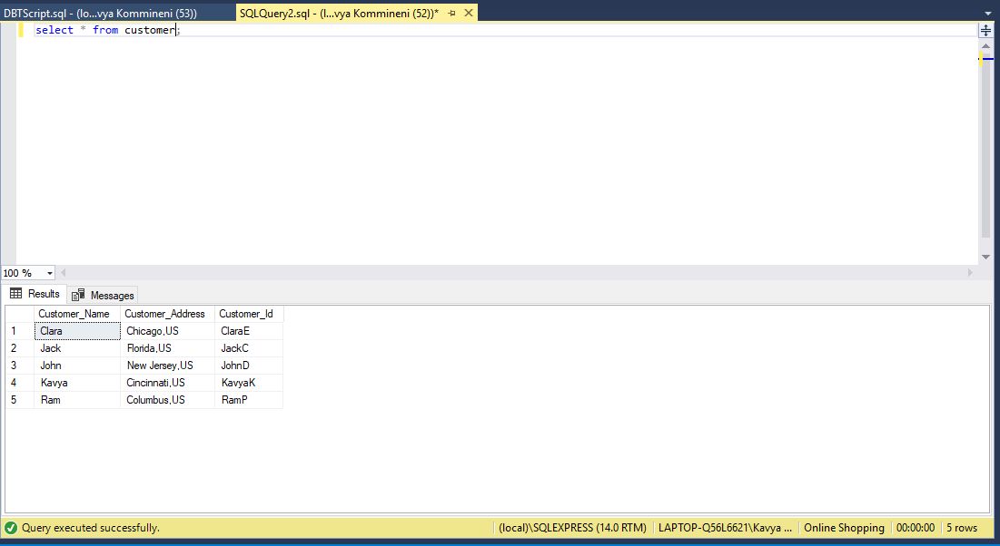 DBTScript.sql - (lo...vya Kommineni (53)) SQLQuery2.sql - (l...vya Kommineni (52))*
select * from customer;
100 %
Results Messages
Customer_Name Customer_Address Customer_Id
1 Clara Chicago,US ClaraE
2 Jack Florida,US JackC
3 John New Jersey,US JohnD
4 Kavya Cincinnati,US KavyaK
5 Ram Columbus,US RamP
Query executed successfully. (local)\SQLEXPRESS (14.0 RTM) LAPTOP-Q56L6621\Kavya ... Online Shopping 00:00:00 5 rows